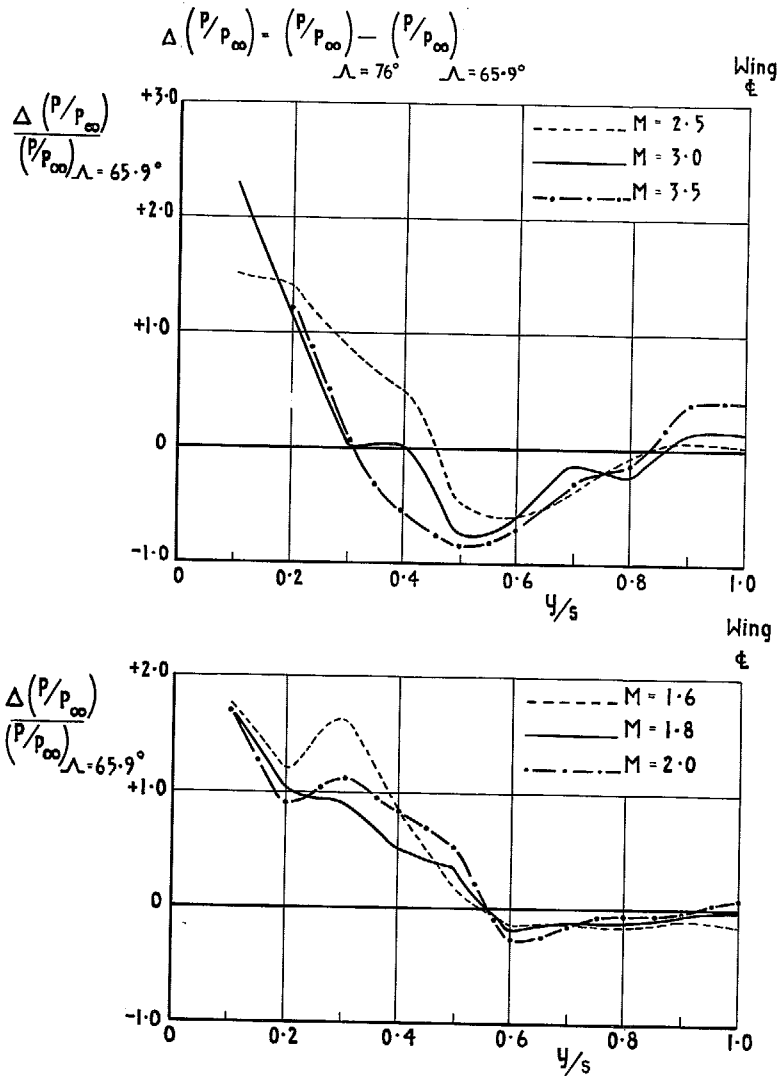 Δ (P/P∞) = (P/P∞) − (P/P∞)
Λ = 76° Λ = 65·9°
Wing
℄
Δ (P/P∞)
(P/P∞) Λ = 65·9°
+3·0
+2·0
+1·0
0
-1·0
M = 2·5
M = 3·0
M = 3·5
0 0·2 0·4 0·6 0·8 1·0
y/s
Wing
℄
Δ (P/P∞)
(P/P∞) Λ=65·9°
+2·0
+1·0
0
-1·0
M = 1·6
M = 1·8
M = 2·0
0 0·2 0·4 0·6 0·8 1·0
y/s